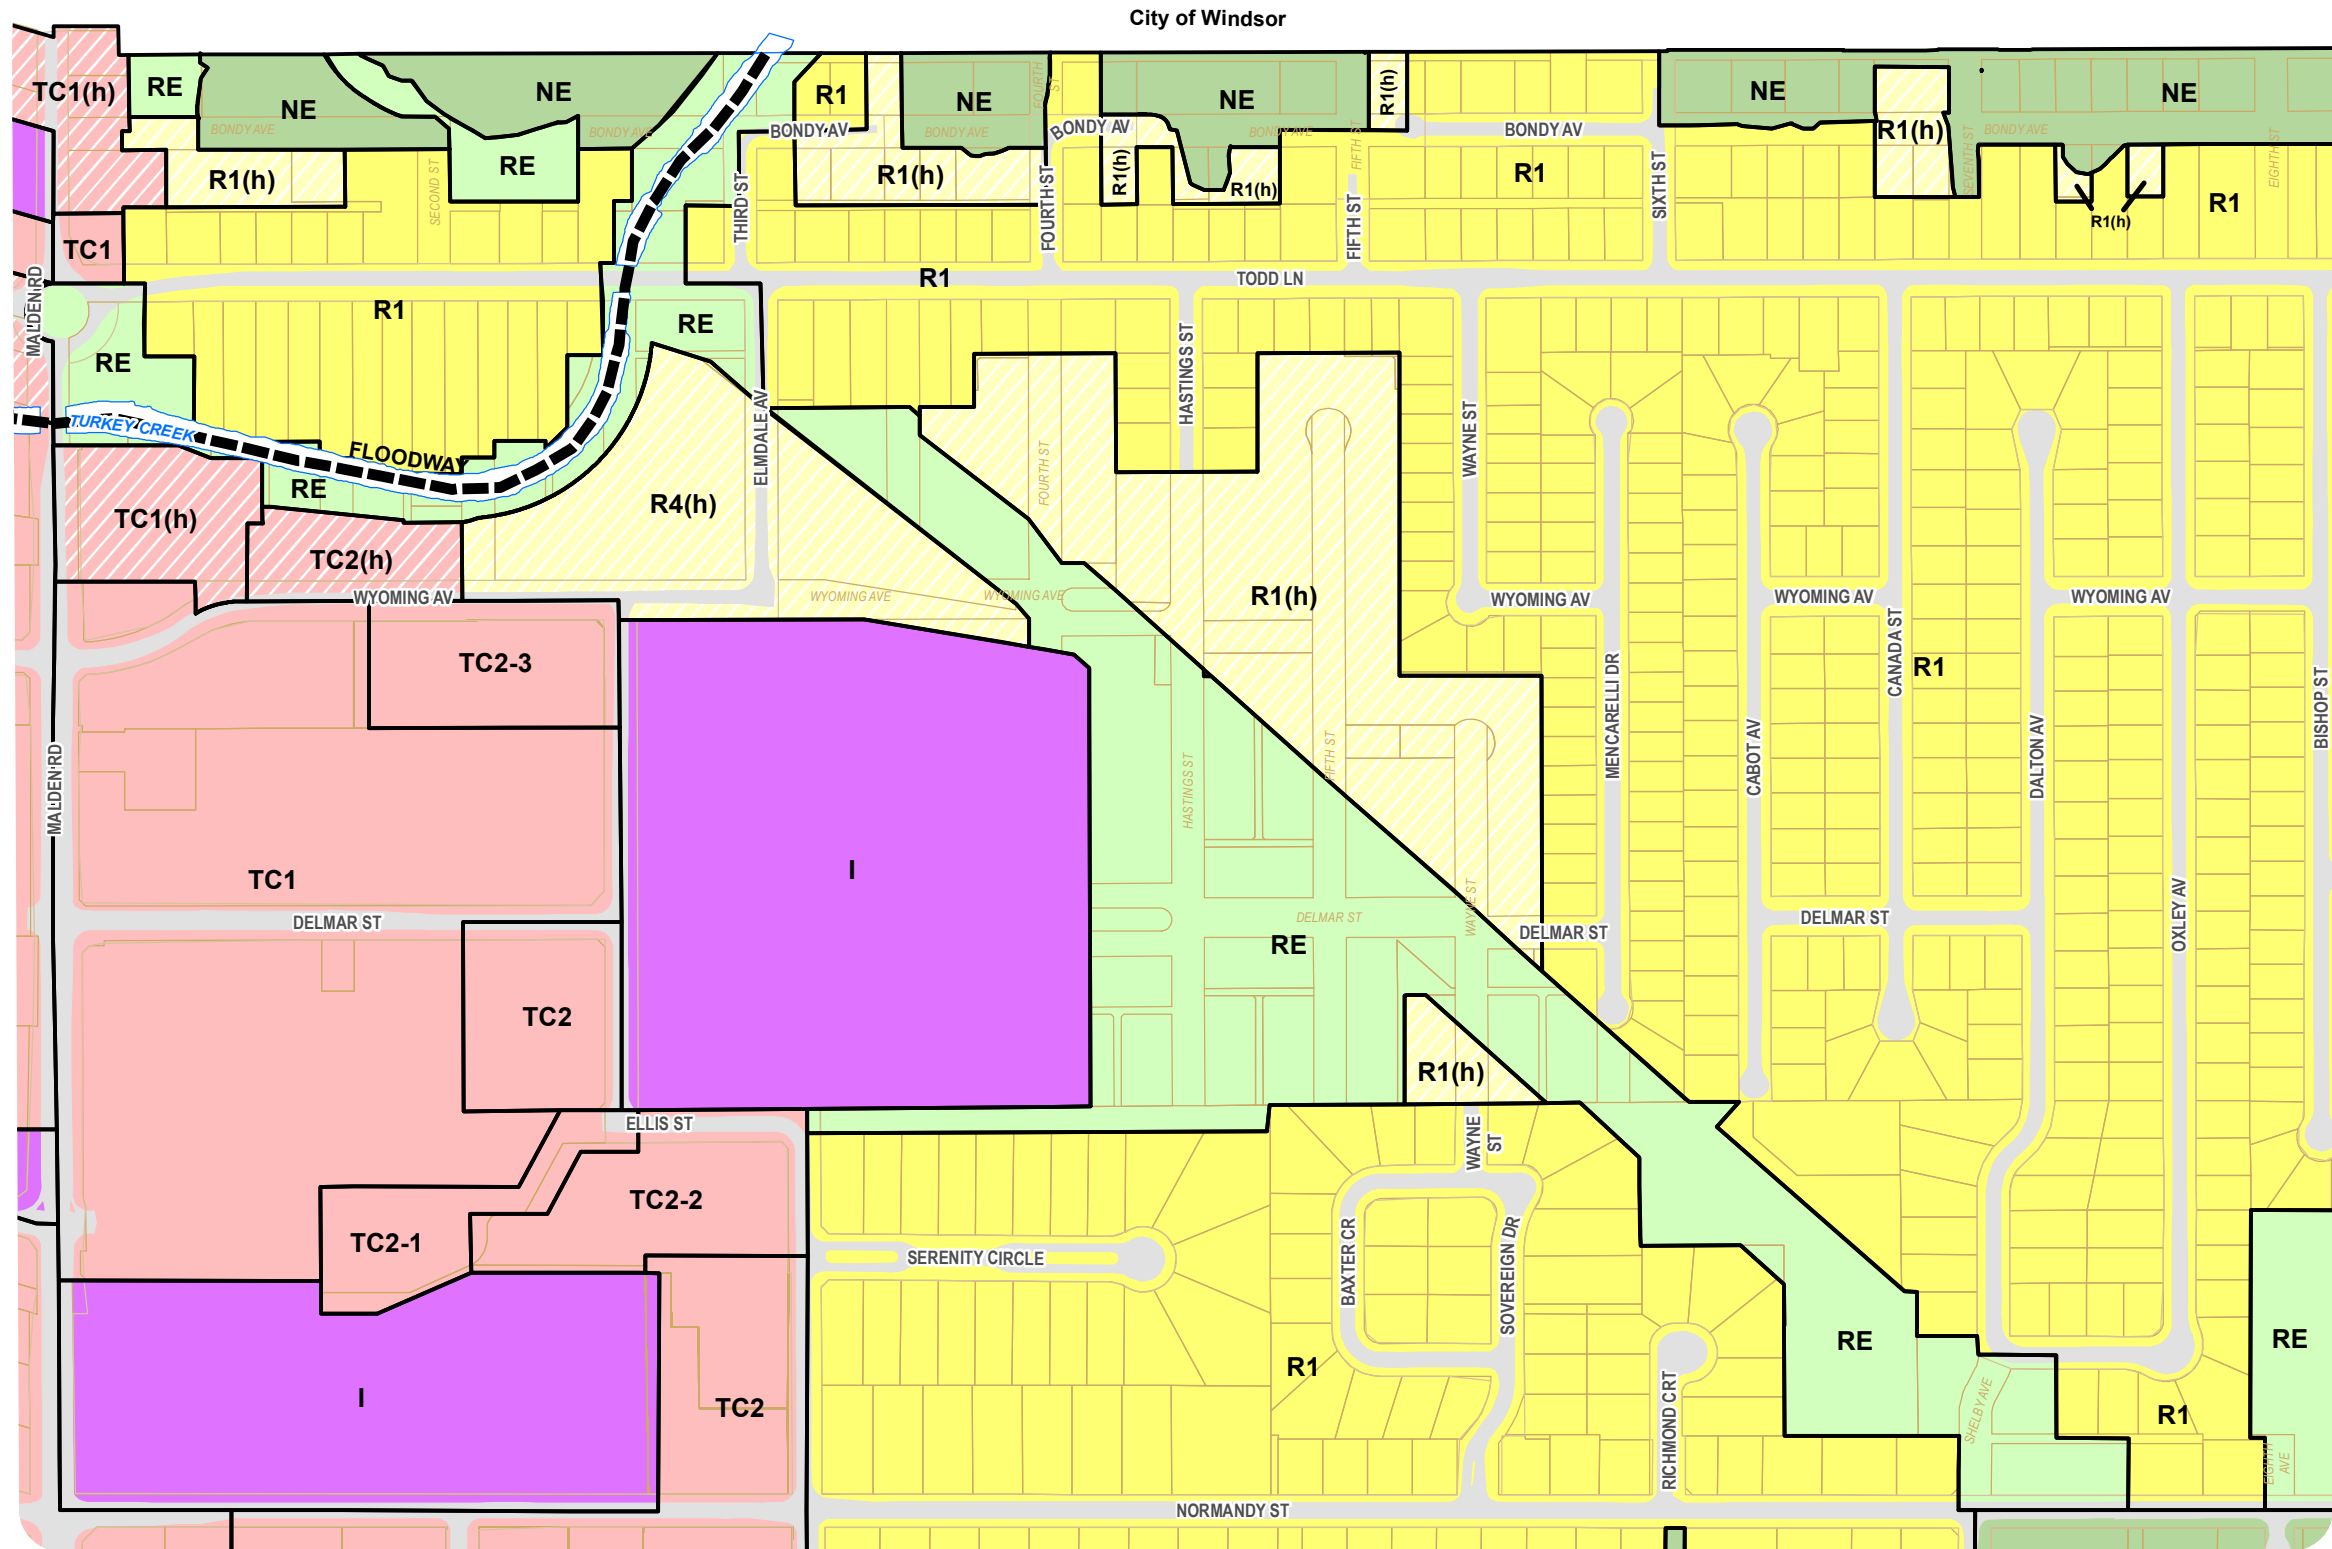 City of Windsor
TC1(h)
RE
NE
NE
R1
NE
NE
R1(h)
NE
R1(h)
NE
BONDY AVE
BONDY AVE
BONDY AV
BONDY AVE
FOURTH ST
BONDY AV
BONDY AVE
FIFTH ST
BONDY AV
SEVENTH ST
BONDY AVE
EIGHTH ST
R1(h)
SECOND ST
RE
THIRD ST
R1(h)
FOURTH ST
R1(h)
R1(h)
FIFTH ST
R1
SIXTH ST
R1(h)
R1
TC1
R1
TODD LN
MALDEN RD
R1
RE
RE
HASTINGS ST
ELMDALE AV
TURKEY CREEK
FLOODWAY
RE
TC1(h)
R4(h)
FOURTH ST
WAYNE ST
TC2(h)
WYOMING AV
WYOMING AVE
WYOMING AVE
R1(h)
WYOMING AV
WYOMING AV
WYOMING AV
TC2-3
MENCARELLI DR
CANADA ST
R1
BISHOP ST
MALDEN RD
HASTINGS ST
FIFTH ST
CABOT AV
DALTON AV
TC1
I
DELMAR ST
RE
DELMAR ST
WAYNE ST
DELMAR ST
DELMAR ST
OXLEY AV
TC2
R1(h)
ELLIS ST
WAYNE
ST
TC2-2
TC2-1
SERENITY CIRCLE
BAXTER CR
SOVEREIGN DR
R1
RE
RE
I
TC2
RICHMOND CRT
SHELBY AVE
R1
EIGHTH
AVE
NORMANDY ST